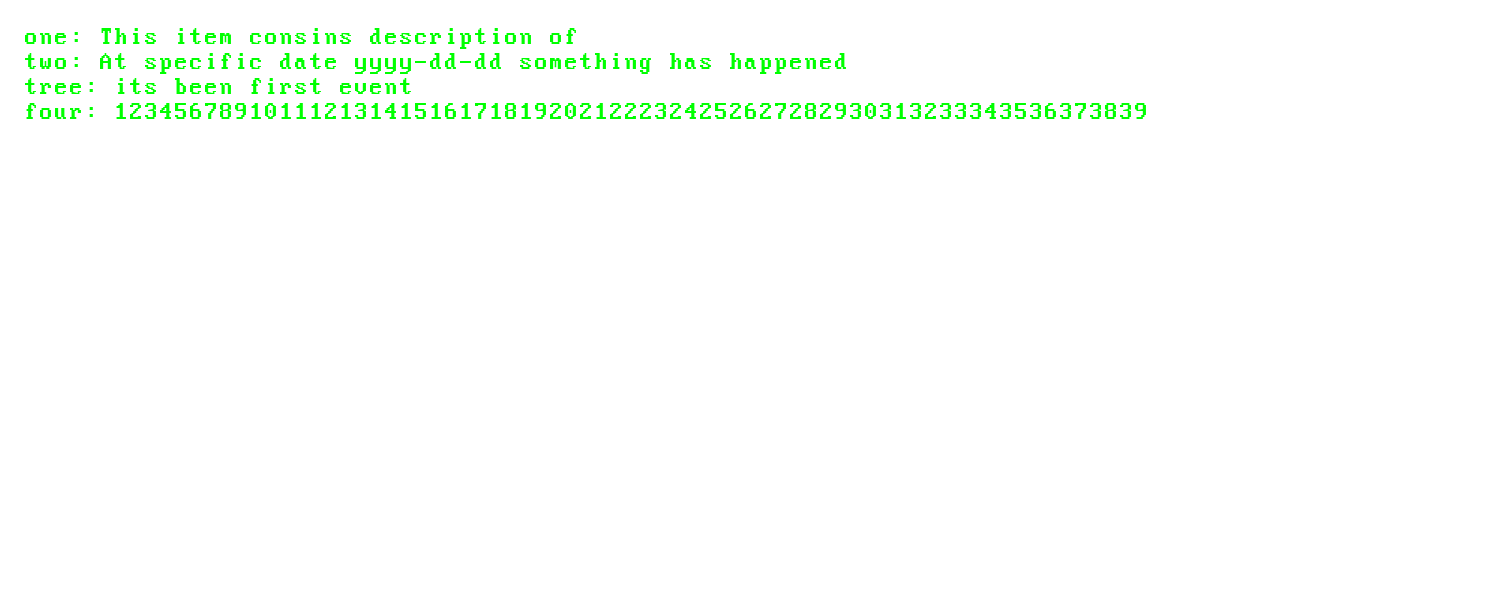 one: This item consins description of
two: At specific date yyyy-dd-dd something has happened
tree: its been first event
four: 123456789101112131415161718192021222324252627282930313233343536373839